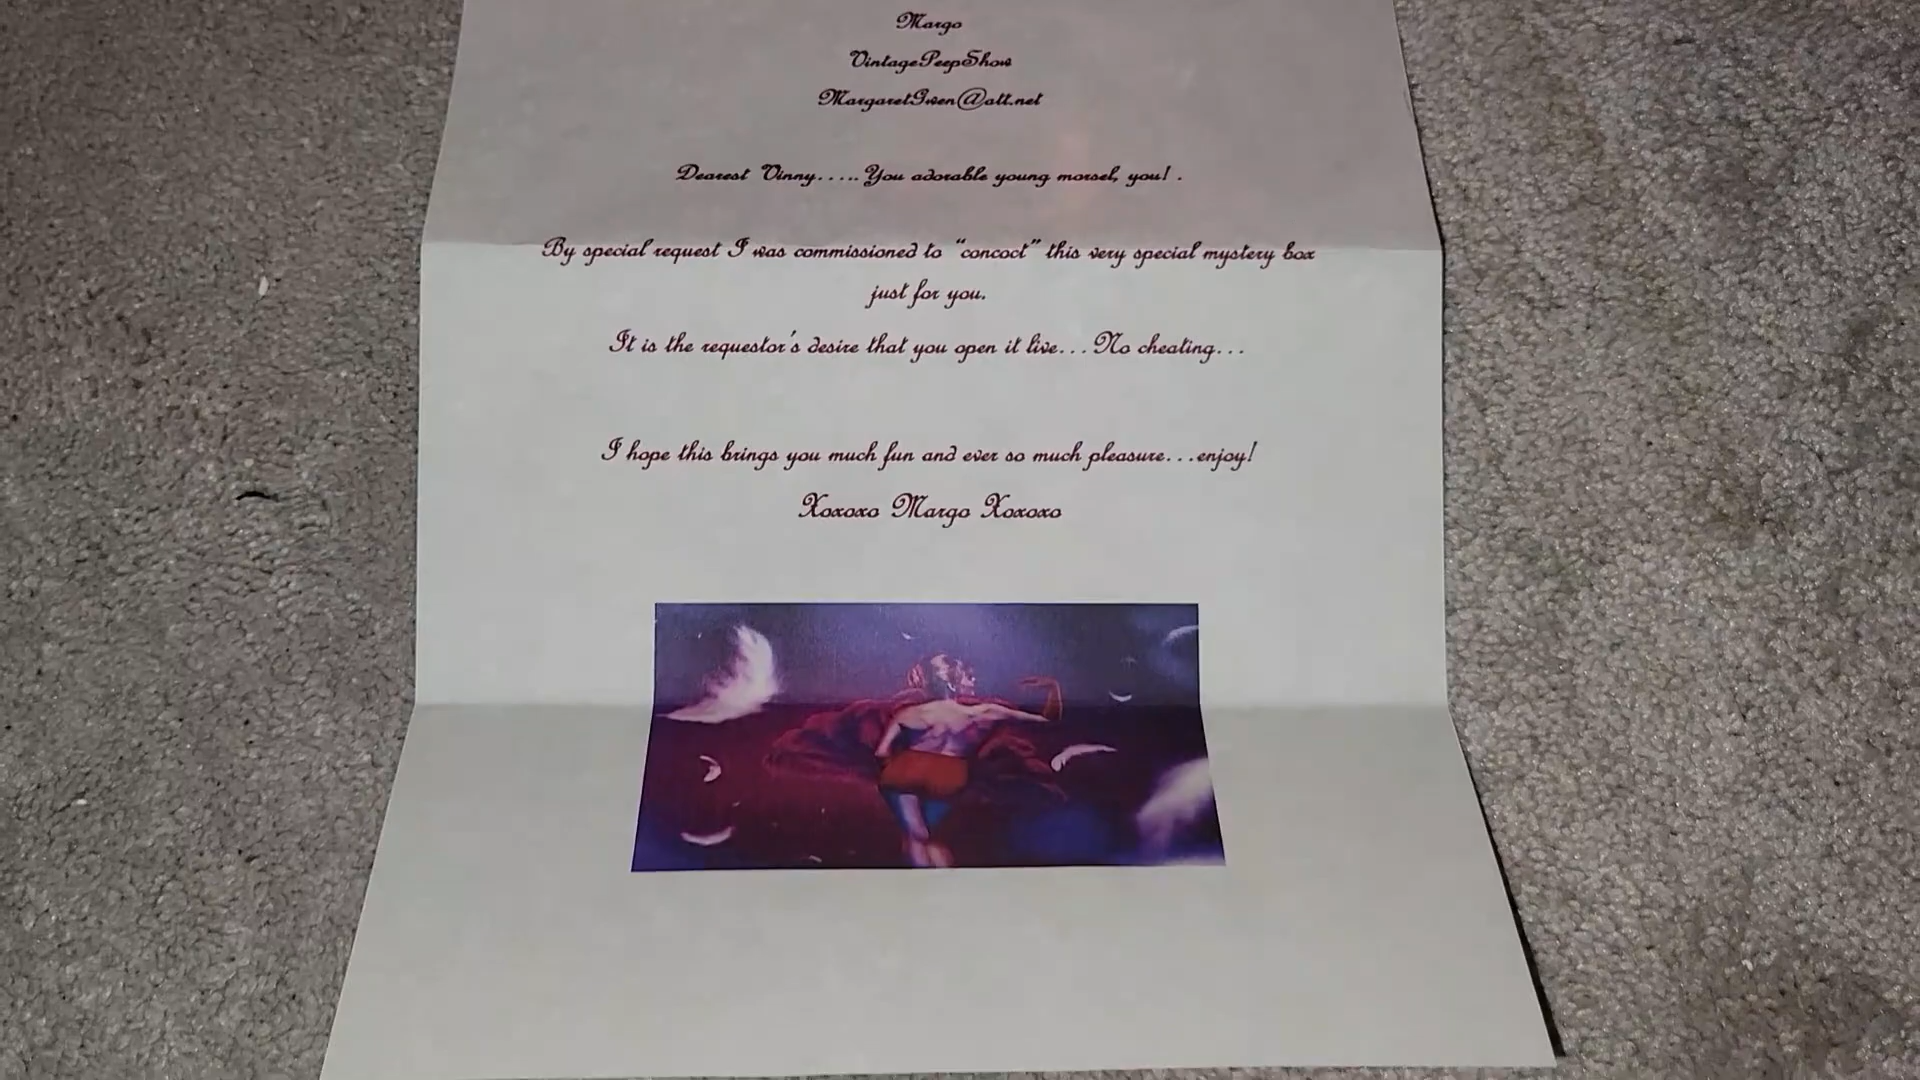 Margo
VintagePeepShow
MargaretGwen@att.net
Dearest Vinny..... You adorable young morsel, you! .
By special request I was commissioned to “concoct” this very special mystery box
just for you.
It is the requestor's desire that you open it live... No cheating...
I hope this brings you much fun and ever so much pleasure...enjoy!
Xoxoxo Margo Xoxoxo